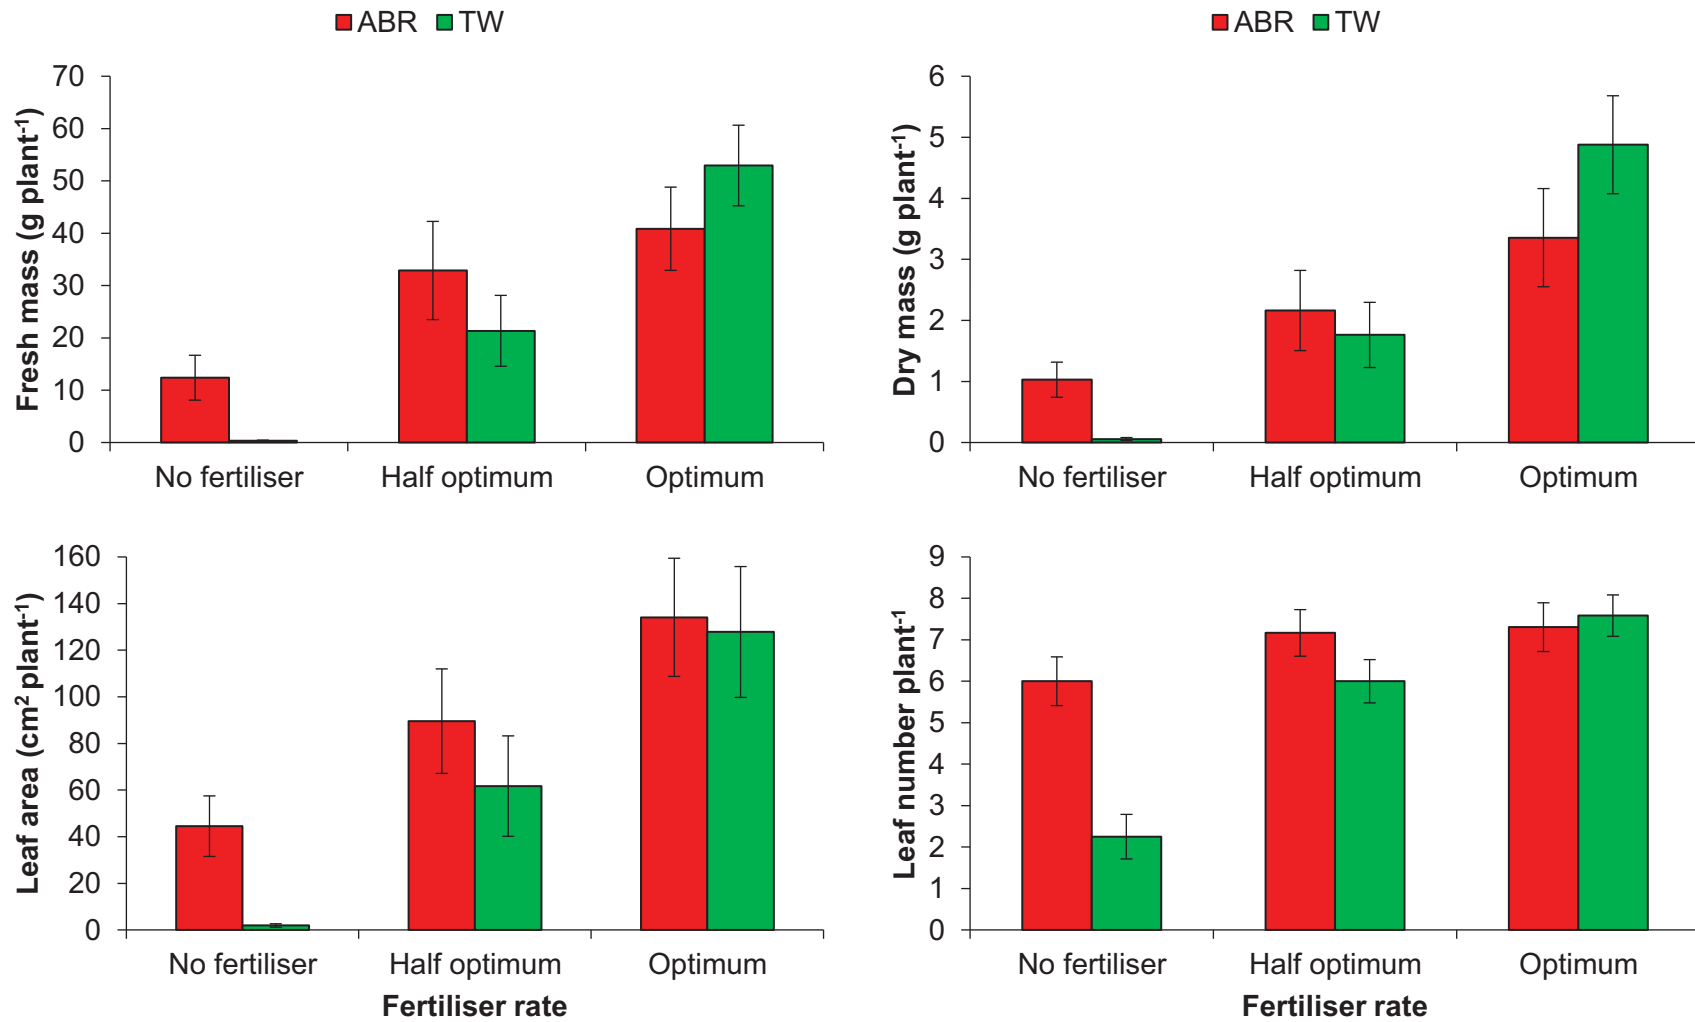 ABR TW
Fresh mass (g plant⁻¹)
70
60
50
40
30
20
10
0
No fertiliser Half optimum Optimum
ABR TW
Dry mass (g plant⁻¹)
6
5
4
3
2
1
0
No fertiliser Half optimum Optimum
Leaf area (cm² plant⁻¹)
160
140
120
100
80
60
40
20
0
No fertiliser Half optimum Optimum
Fertiliser rate
Leaf number plant⁻¹
9
8
7
6
5
4
3
2
1
0
No fertiliser Half optimum Optimum
Fertiliser rate